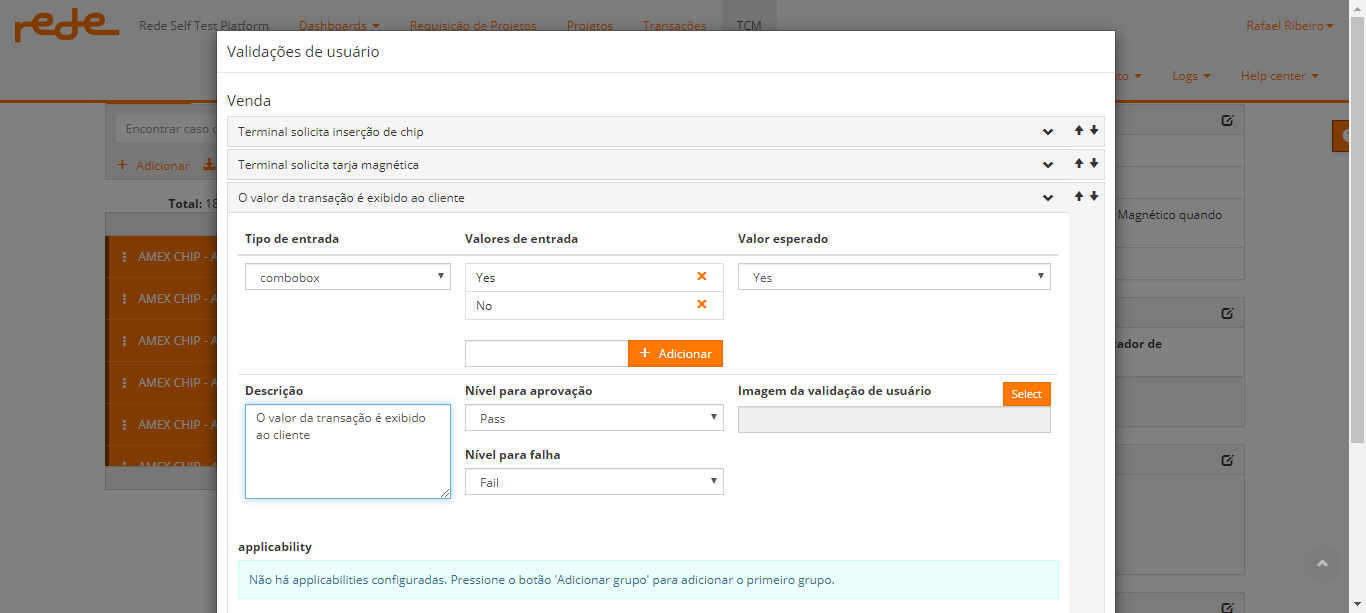 rede
Rede Self Test Platform
Dashboards
Requisição de Projetos
Projetos
Transações
TCM
Rafael Ribeiro
Logs
Help center
Validações de usuário
Venda
Terminal solicita inserção de chip
Terminal solicita tarja magnética
O valor da transação é exibido ao cliente
Encontrar caso
Adicionar
Total: 18
AMEX CHIP - A
AMEX CHIP - A
AMEX CHIP - A
AMEX CHIP - A
AMEX CHIP - A
AMEX CHIP - A
Magnético quando
Tipo de entrada
Valores de entrada
Valor esperado
combobox
Yes
Yes
No
+ Adicionar
Descrição
Nível para aprovação
Imagem da validação de usuário
Select
O valor da transação é exibido
ao cliente
Pass
Nível para falha
Fail
applicability
Não há applicabilities configuradas. Pressione o botão 'Adicionar grupo' para adicionar o primeiro grupo.